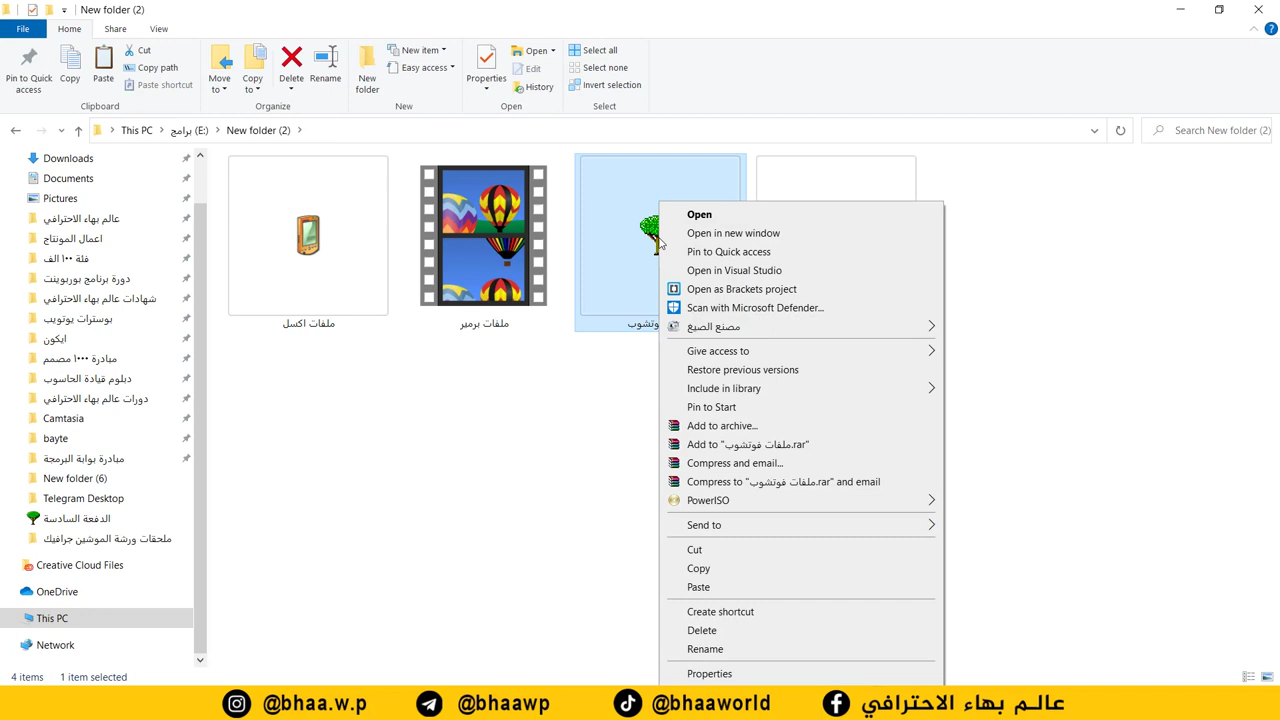 New folder (2)
File
Home
Share
View
Pin to Quick access
Copy
Paste
Cut
Copy path
Paste shortcut
Clipboard
Move to
Copy to
Delete
Rename
Organize
New folder
New item
Easy access
New
Properties
Open
Edit
History
Open
Select all
Select none
Invert selection
Select
This PC
برامج (E:)
New folder (2)
Search New folder (2)
Downloads
Documents
Pictures
عالم بهاء الاحترافي
اعمال المونتاج
فئة ١٠٠ الف
دورة برنامج بوربوينت
شهادات عالم بهاء الاحترافي
بوسترات يوتويب
ايكون
مبادرة ١٠٠٠ مصمم
دبلوم قيادة الحاسوب
دورات عالم بهاء الاحترافي
Camtasia
bayte
مبادرة بوابة البرمجة
New folder (6)
Telegram Desktop
الدفعة السادسة
ملحقات ورشة الموشين جرافيك
Creative Cloud Files
OneDrive
This PC
Network
ملفات اكسل
ملفات برمير
Open
Open in new window
Pin to Quick access
Open in Visual Studio
Open as Brackets project
Scan with Microsoft Defender...
مصنع الصيغ
Give access to
Restore previous versions
Include in library
Pin to Start
Add to archive...
Add to "ملفات فوتشوب.rar"
Compress and email...
Compress to "ملفات فوتشوب.rar" and email
PowerISO
Send to
Cut
Copy
Paste
Create shortcut
Delete
Rename
Properties
4 items
1 item selected
@bhaa.w.p
@bhaawp
@bhaaworld
عالم بهاء الاحترافي